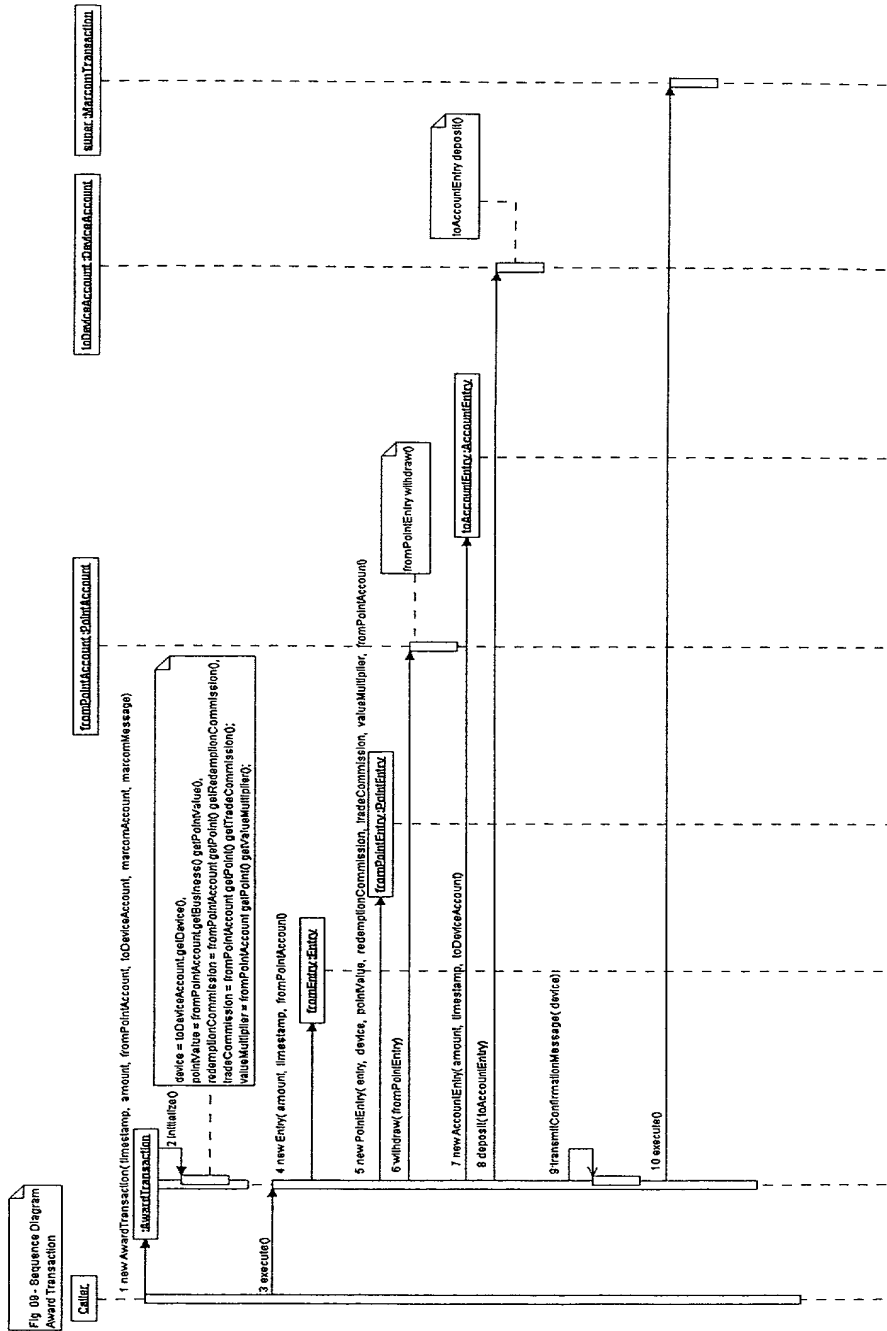 Fig 09 - Sequence Diagram
Award Transaction
Caller
:AwardTransaction
fromPointAccount :PointAccount
toDeviceAccount :DeviceAccount
super :MarcomTransaction
1 new AwardTransaction( timestamp, amount, fromPointAccount, toDeviceAccount, marcomAccount, marcomMessage)
2 initialize()
device = toDeviceAccount.getDevice(),
pointValue = fromPointAccount.getBusiness() getPointValue(),
redemptionCommission = fromPointAccount getPoint() getRedemptionCommission(),
tradeCommission = fromPointAccount getPoint() getTradeCommission();
valueMultiplier = fromPointAccount getPoint() getValueMultiplier();
3 execute()
4 new Entry( amount, timestamp, fromPointAccount)
fromEntry :Entry
5 new PointEntry( entry, device, pointValue, redemptionCommission, tradeCommission, valueMultiplier, fromPointAccount)
fromPointEntry :PointEntry
6 withdraw( fromPointEntry)
fromPointEntry withdraw()
7 new AccountEntry( amount, timestamp, toDeviceAccount)
toAccountEntry :AccountEntry
8 deposit( toAccountEntry)
toAccountEntry deposit()
9 transmitConfirmationMessage( device)
10 execute()